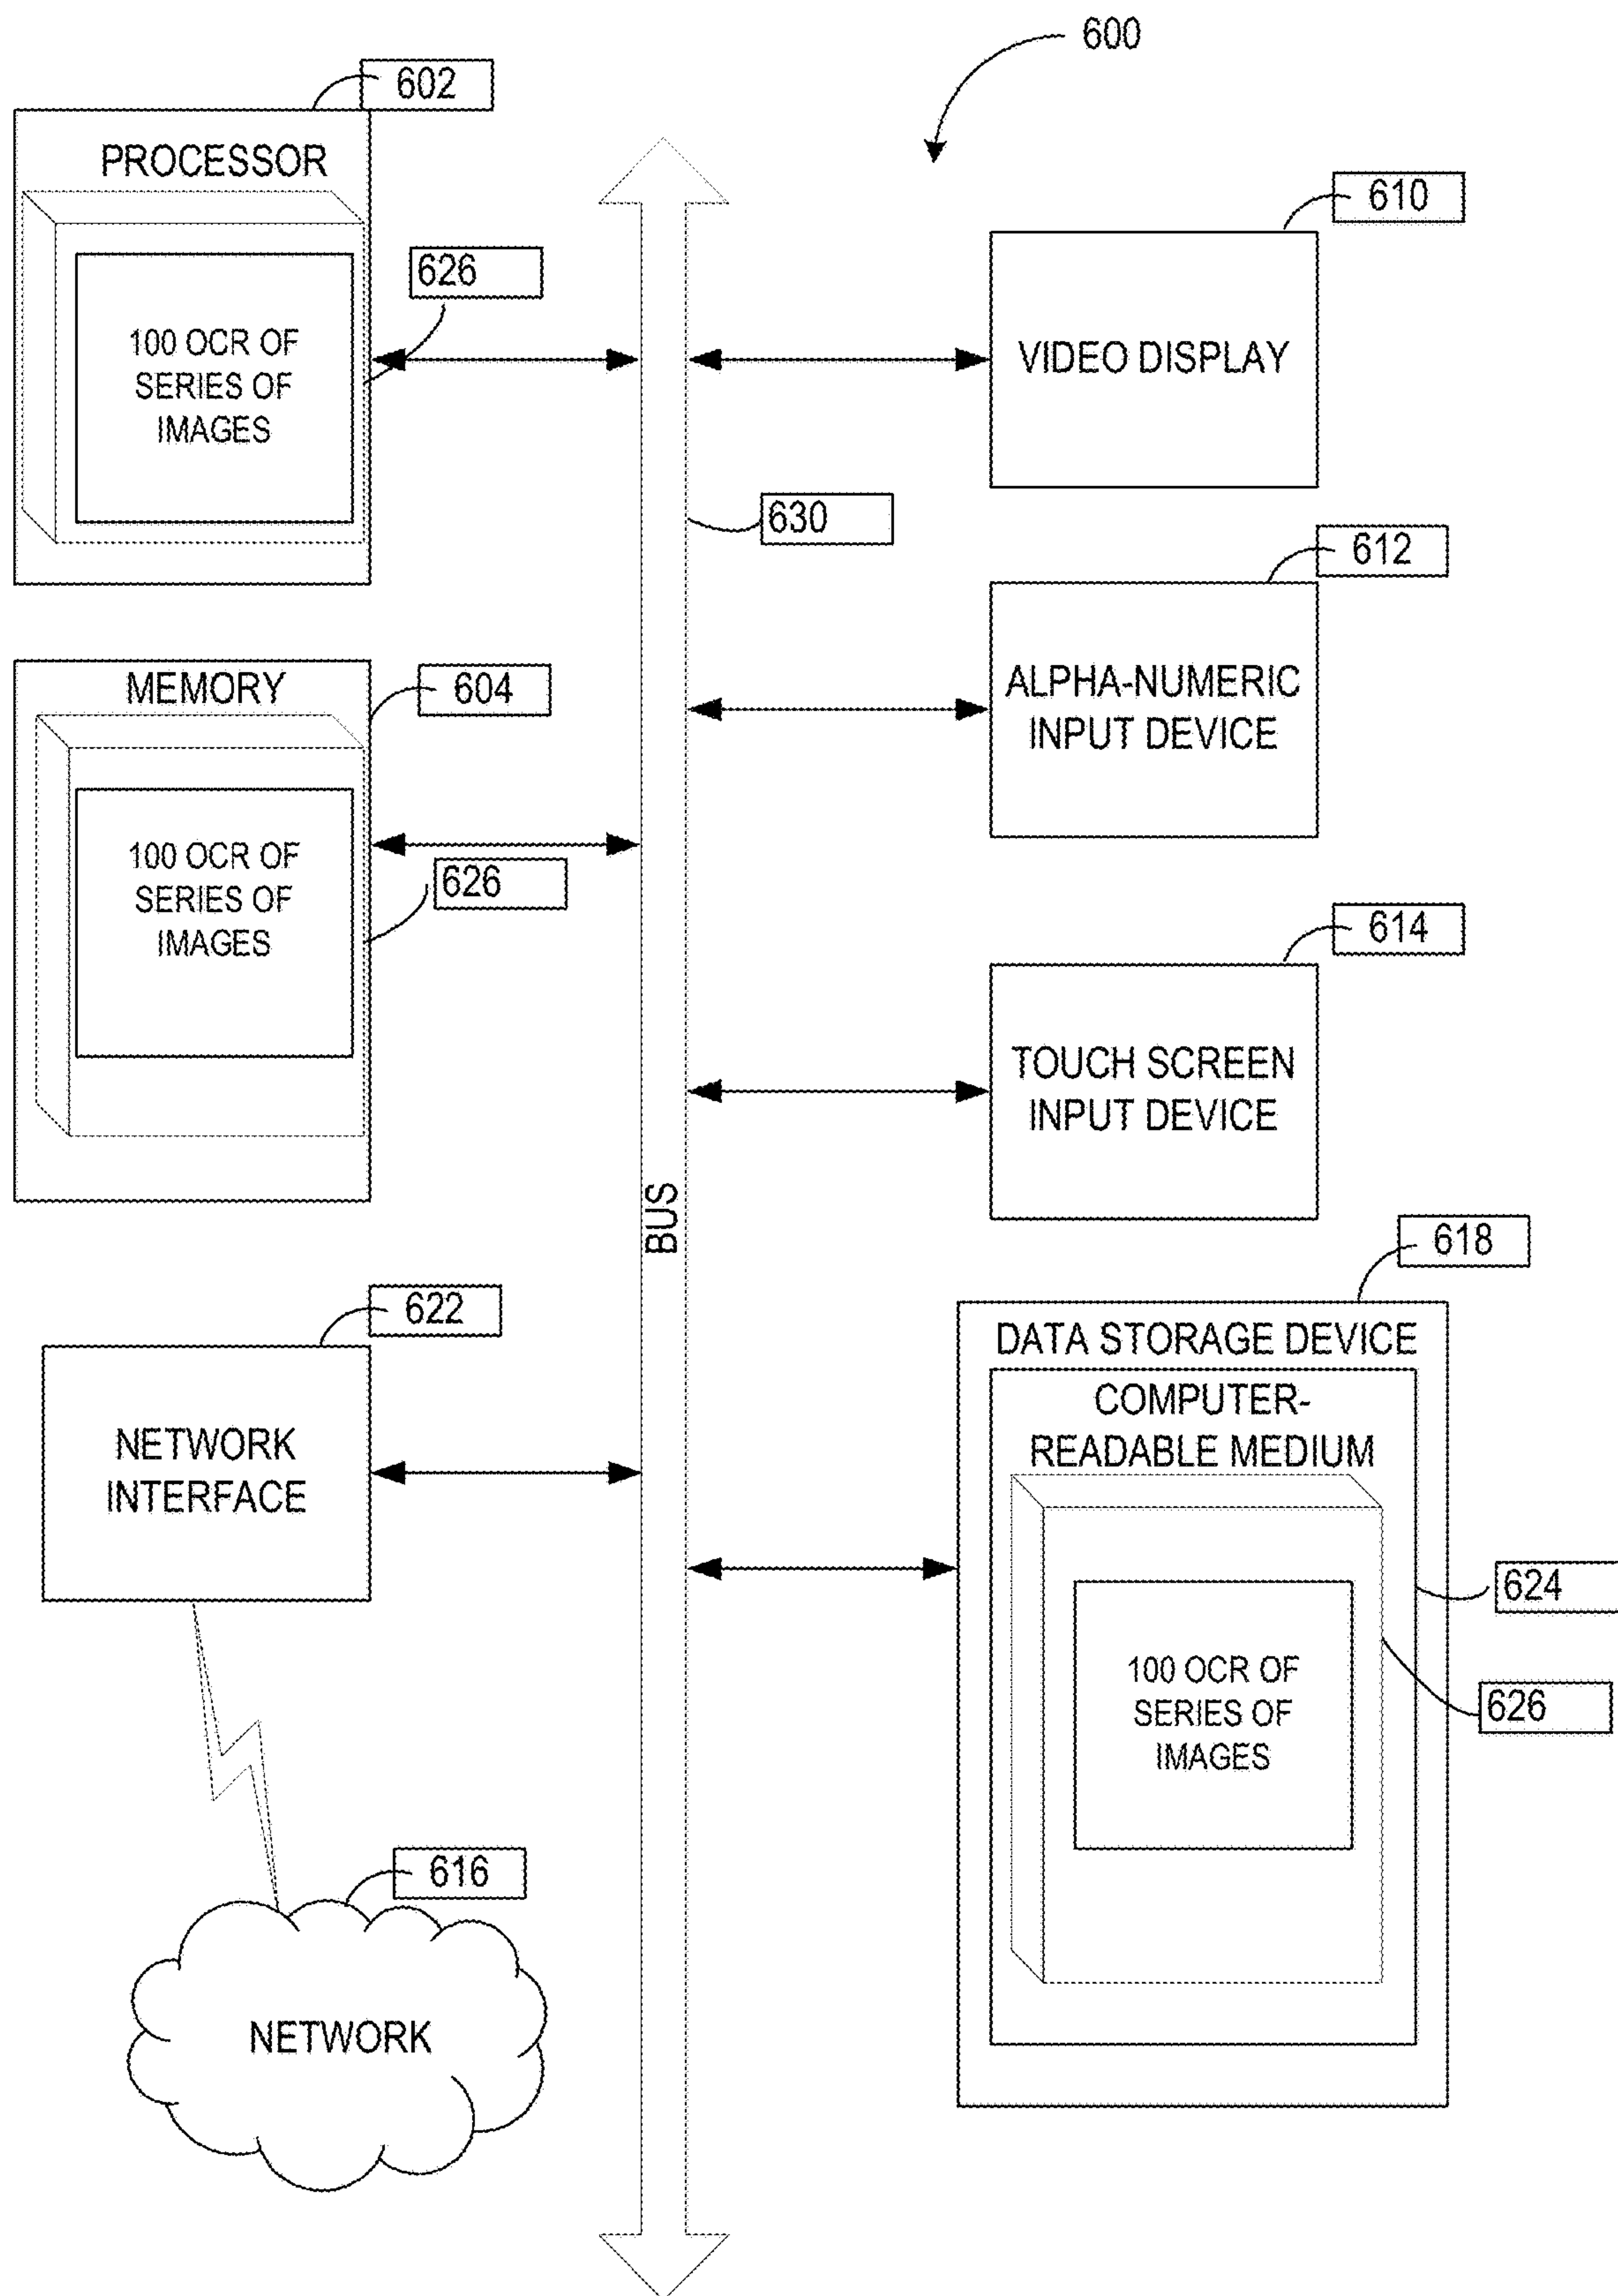 600
602
PROCESSOR
100 OCR OF
SERIES OF
IMAGES
626
610
VIDEO DISPLAY
630
612
ALPHA-NUMERIC
INPUT DEVICE
MEMORY
604
100 OCR OF
SERIES OF
IMAGES
626
614
TOUCH SCREEN
INPUT DEVICE
BUS
622
NETWORK
INTERFACE
618
DATA STORAGE DEVICE
COMPUTER-
READABLE MEDIUM
624
100 OCR OF
SERIES OF
IMAGES
626
616
NETWORK